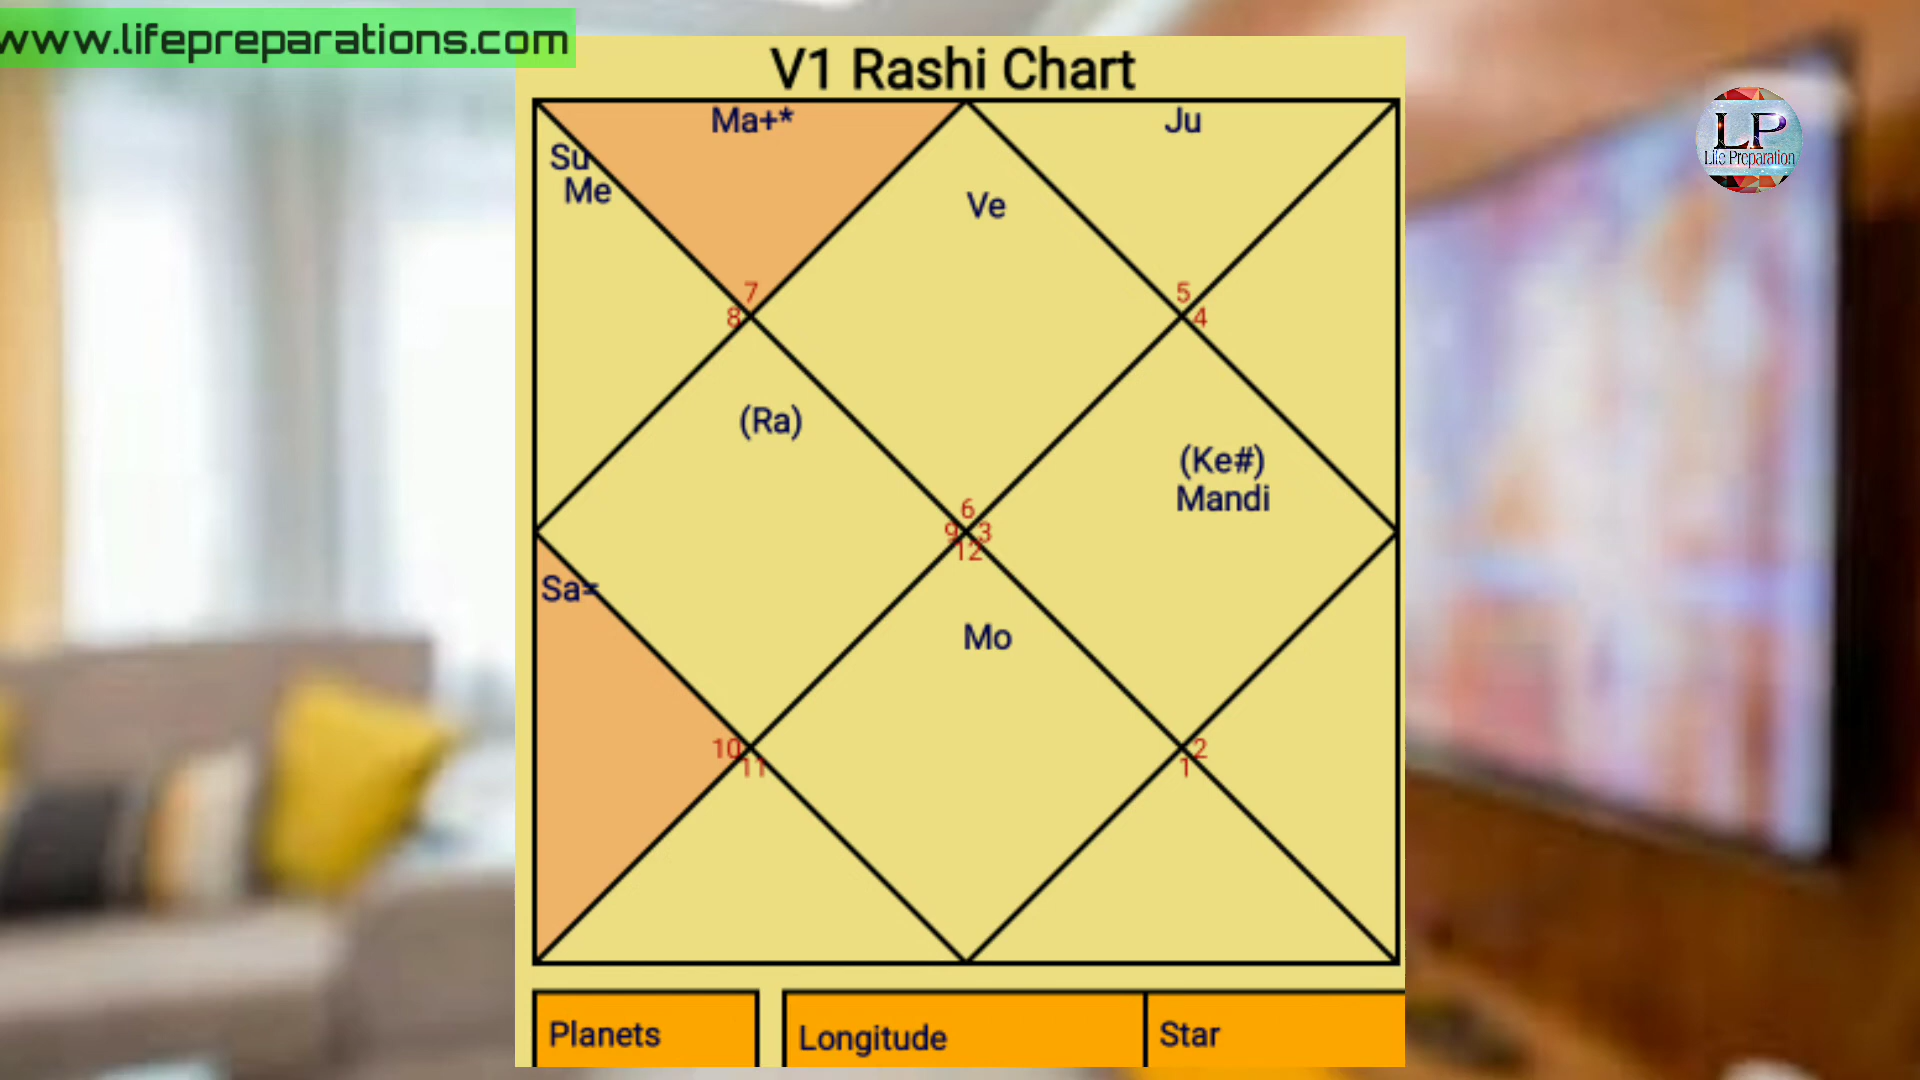 www.lifepreparations.com
V1 Rashi Chart
LP
Life Preparation
Ma+*
Ju
Su
Me
Ve
7
8
5
4
(Ra)
(Ke#)
Mandi
6
9
3
12
Sa=
Mo
10
11
2
1
Planets
Longitude
Star